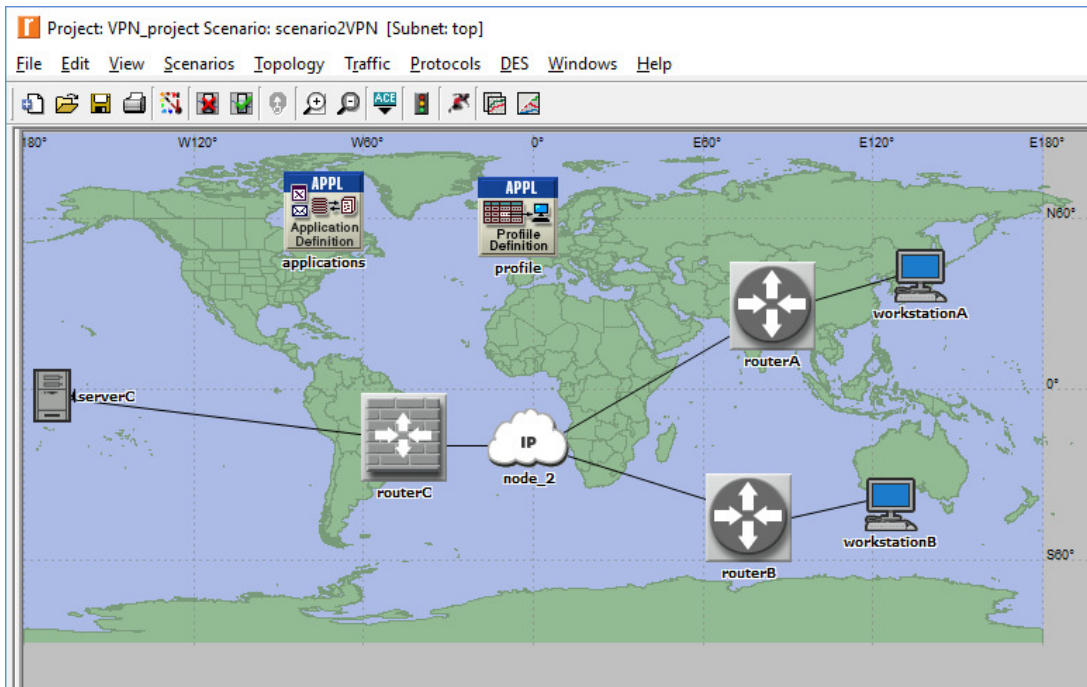 Project: VPN_project Scenario: scenario2VPN [Subnet: top]
File Edit View Scenarios Topology Traffic Protocols DES Windows Help
ACE
180° W120° W60° 0° E60° E120° E180°
APPL
Application
Definition
applications
APPL
Profile
Definition
profile
N60°
workstationA
routerA
0°
serverC
routerC
IP
node_2
routerB
workstationB
S60°